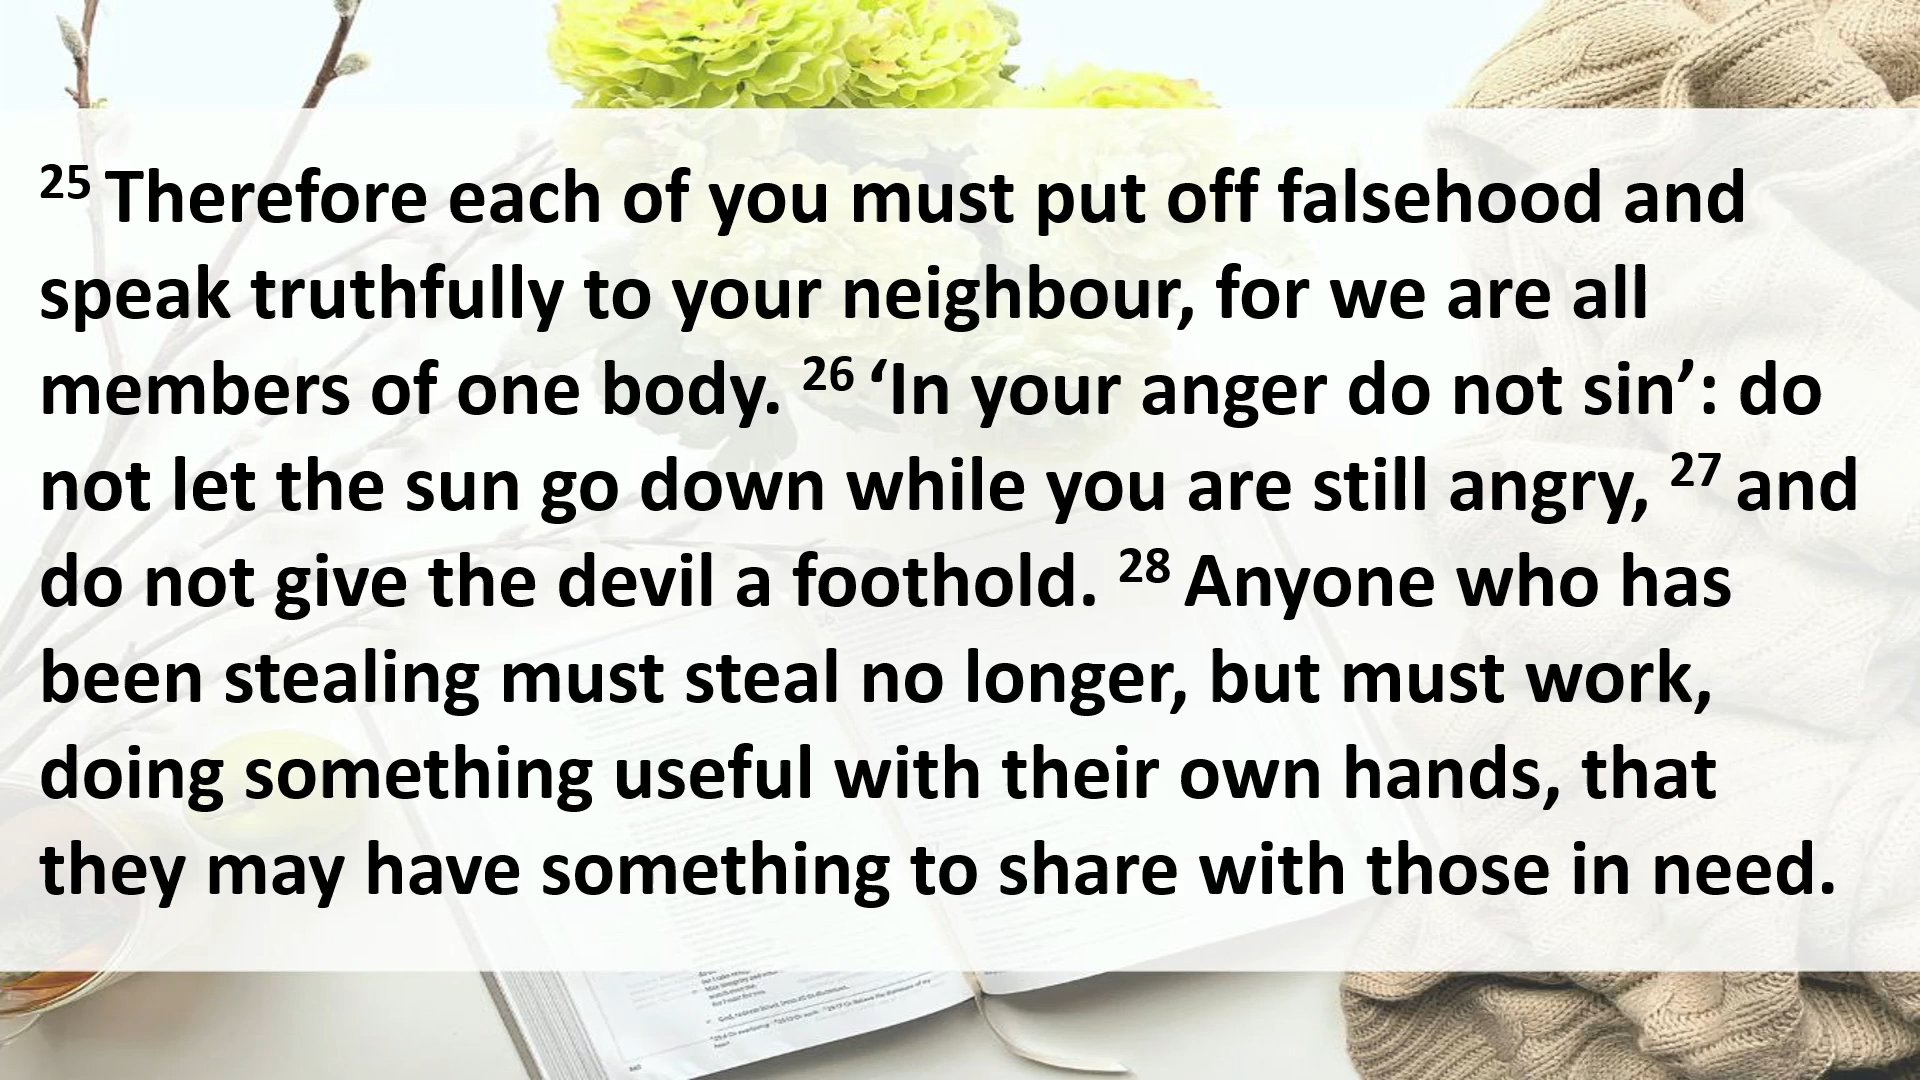 25 Therefore each of you must put off falsehood and
speak truthfully to your neighbour, for we are all
members of one body. 26 ‘In your anger do not sin’: do
not let the sun go down while you are still angry, 27 and
do not give the devil a foothold. 28 Anyone who has
been stealing must steal no longer, but must work,
doing something useful with their own hands, that
they may have something to share with those in need.